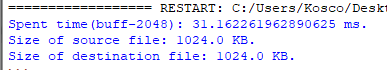 ================== RESTART: C:/Users/Kosco/Deskt
Spent time(buff-2048): 31.162261962890625 ms.
Size of source file: 1024.0 KB.
Size of destination file: 1024.0 KB.